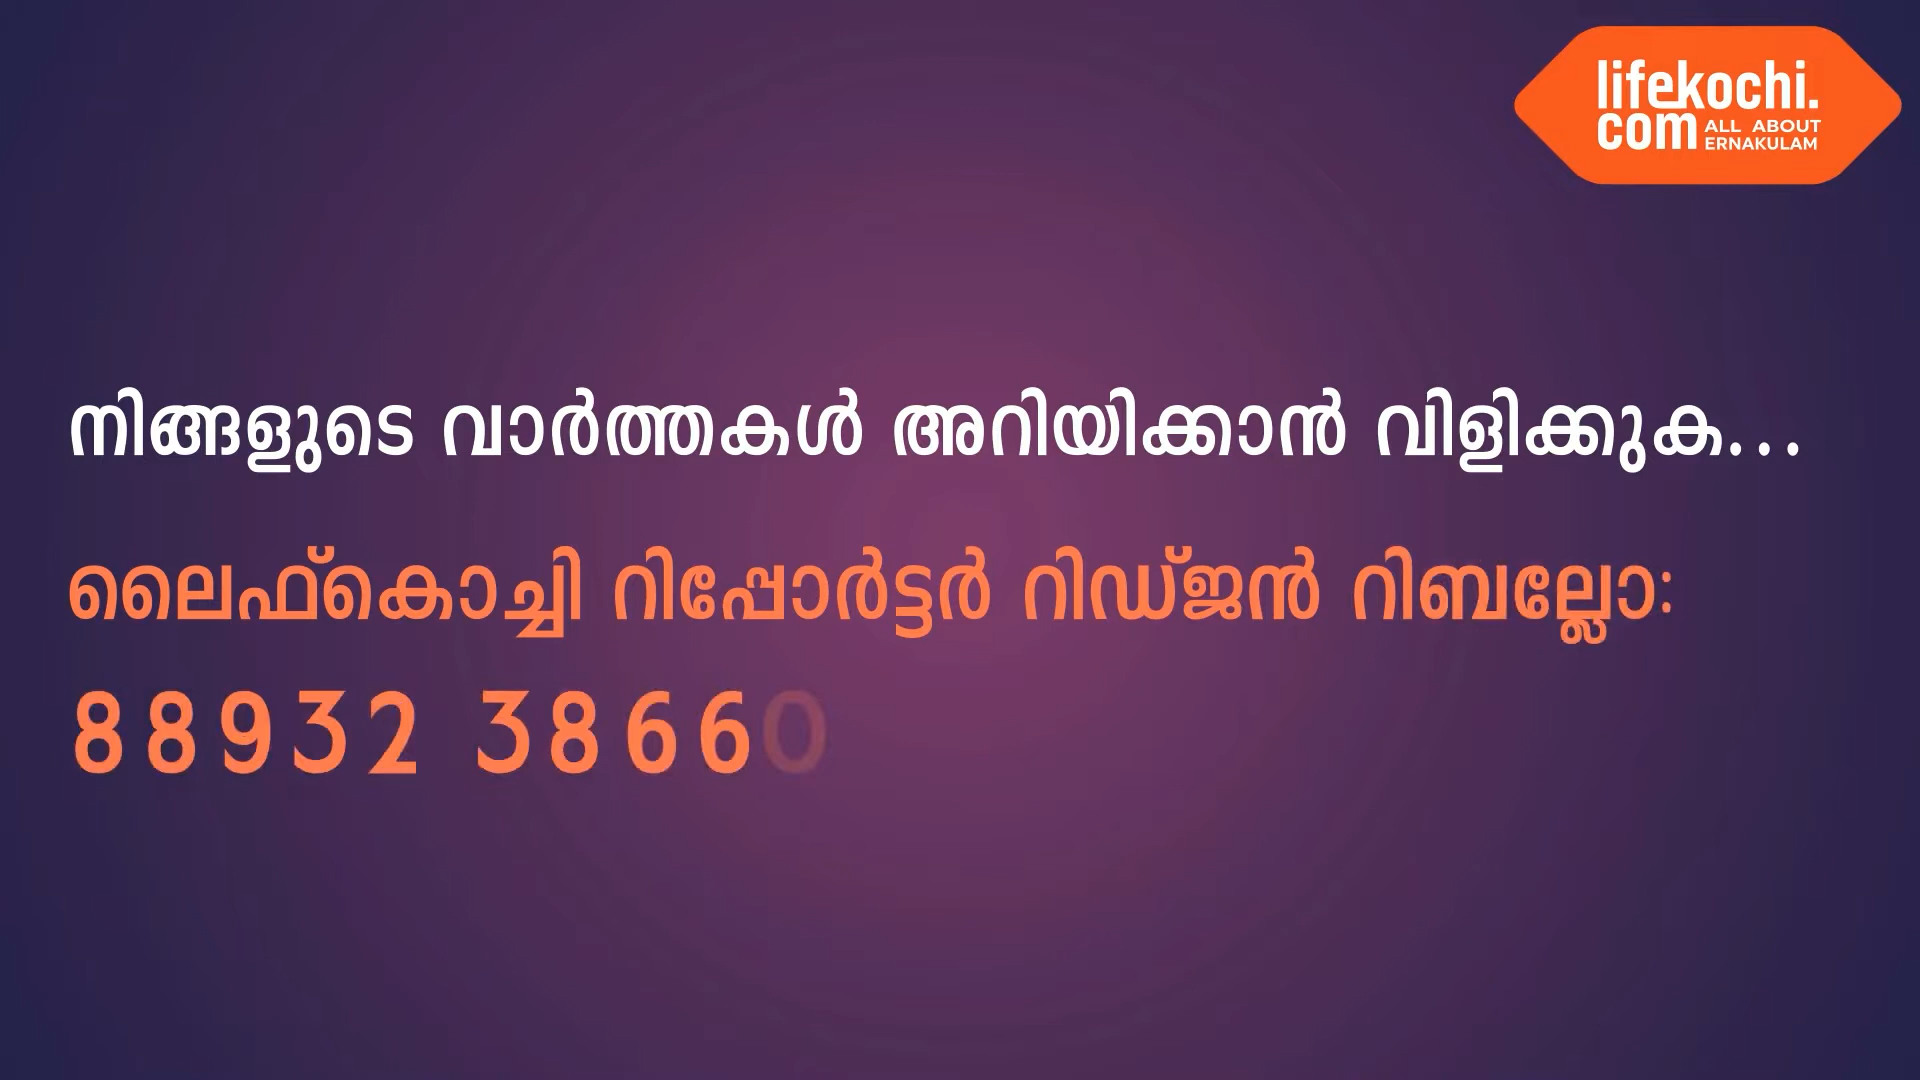 lifekochi.
com ALL ABOUT
ERNAKULAM
നിങ്ങളുടെ വാർത്തകൾ അറിയിക്കാൻ വിളിക്കുക...
ലൈഫ്കൊച്ചി റിപ്പോർട്ടർ റിഡ്ജൻ റിബല്ലോ:
88932 38660